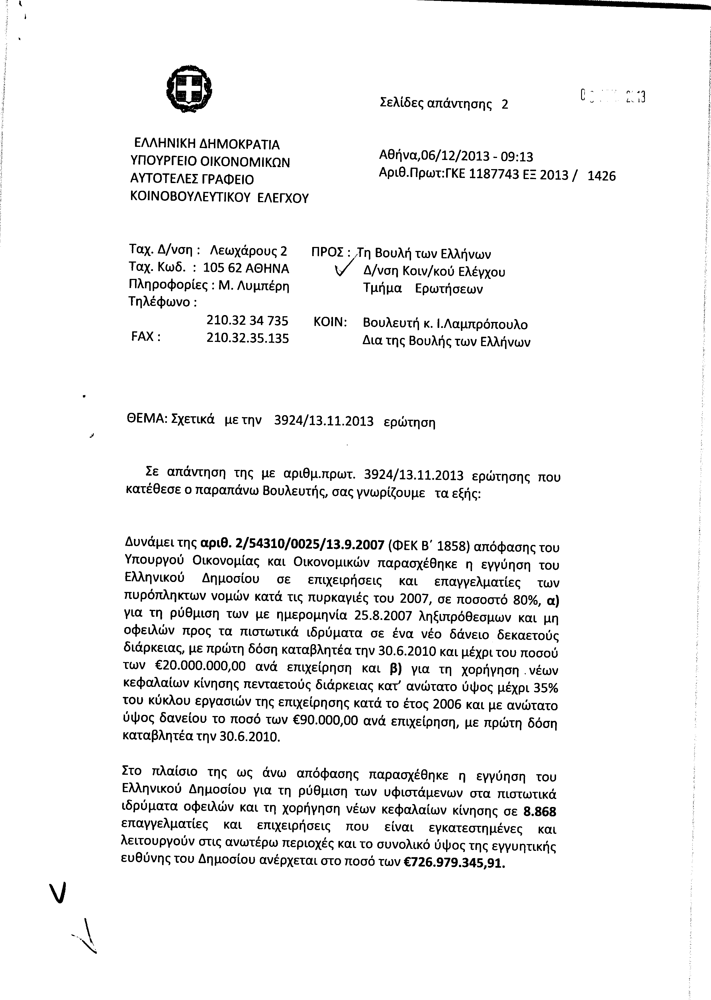 Σελίδες απάντησης 2
ΕΛΛΗΝΙΚΗ ΔΗΜΟΚΡΑΤΙΑ
ΥΠΟΥΡΓΕΙΟ ΟΙΚΟΝΟΜΙΚΩΝ
ΑΥΤΟΤΕΛΕΣ ΓΡΑΦΕΙΟ
ΚΟΙΝΟΒΟΥΛΕΥΤΙΚΟΥ ΕΛΕΓΧΟΥ
Αθήνα,06/12/2013 - 09:13
Αριθ.Πρωτ:ΓΚΕ 1187743 ΕΞ 2013 / 1426
Ταχ. Δ/νση : Λεωχάρους 2
Ταχ. Κωδ. : 105 62 ΑΘΗΝΑ
Πληροφορίες : Μ. Λυμπέρη
Τηλέφωνο :
210.32 34 735
FAX : 210.32.35.135
ΠΡΟΣ : Τη Βουλή των Ελλήνων
Δ/νση Κοιν/κού Ελέγχου
Τμήμα Ερωτήσεων
ΚΟΙΝ: Βουλευτή κ. Ι.Λαμπρόπουλο
Δια της Βουλής των Ελλήνων
ΘΕΜΑ: Σχετικά με την 3924/13.11.2013 ερώτηση
Σε απάντηση της με αριθμ.πρωτ. 3924/13.11.2013 ερώτησης που
κατέθεσε ο παραπάνω Βουλευτής, σας γνωρίζουμε τα εξής:
Δυνάμει της αριθ. 2/54310/0025/13.9.2007 (ΦΕΚ Β΄ 1858) απόφασης του
Υπουργού Οικονομίας και Οικονομικών παρασχέθηκε η εγγύηση του
Ελληνικού Δημοσίου σε επιχειρήσεις και επαγγελματίες των
πυρόπληκτων νομών κατά τις πυρκαγιές του 2007, σε ποσοστό 80%, α)
για τη ρύθμιση των με ημερομηνία 25.8.2007 ληξιπρόθεσμων και μη
οφειλών προς τα πιστωτικά ιδρύματα σε ένα νέο δάνειο δεκαετούς
διάρκειας, με πρώτη δόση καταβλητέα την 30.6.2010 και μέχρι του ποσού
των €20.000.000,00 ανά επιχείρηση και β) για τη χορήγηση νέων
κεφαλαίων κίνησης πενταετούς διάρκειας κατ' ανώτατο ύψος μέχρι 35%
του κύκλου εργασιών της επιχείρησης κατά το έτος 2006 και με ανώτατο
ύψος δανείου το ποσό των €90.000,00 ανά επιχείρηση, με πρώτη δόση
καταβλητέα την 30.6.2010.
Στο πλαίσιο της ως άνω απόφασης παρασχέθηκε η εγγύηση του
Ελληνικού Δημοσίου για τη ρύθμιση των υφιστάμενων στα πιστωτικά
ιδρύματα οφειλών και τη χορήγηση νέων κεφαλαίων κίνησης σε 8.868
επαγγελματίες και επιχειρήσεις που είναι εγκατεστημένες και
λειτουργούν στις ανωτέρω περιοχές και το συνολικό ύψος της εγγυητικής
ευθύνης του Δημοσίου ανέρχεται στο ποσό των €726.979.345,91.